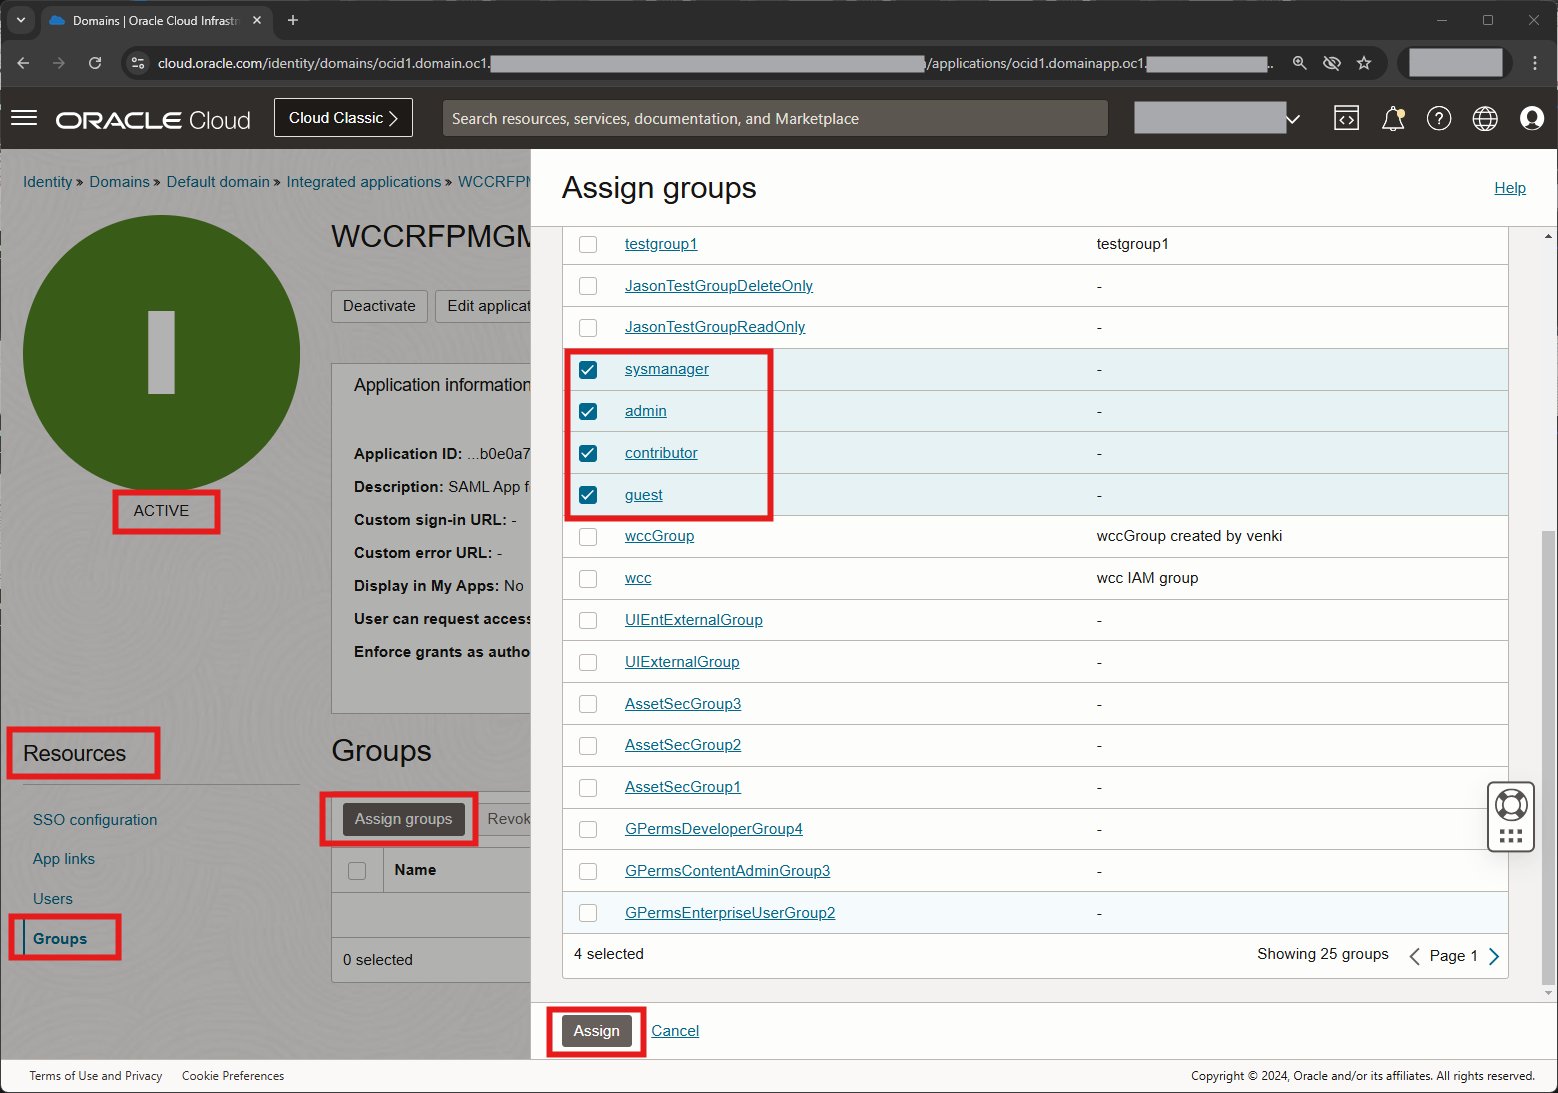 Domains | Oracle Cloud Infrastr
cloud.oracle.com/identity/domains/ocid1.domain.oc1.
/applications/ocid1.domainapp.oc1.
..
ORACLE Cloud
Cloud Classic
Search resources, services, documentation, and Marketplace
Identity » Domains » Default domain » Integrated applications » WCCRFPM
ACTIVE
WCCRFPMGM
Deactivate
Edit applicat
Application information
Application ID: ...b0e0a7
Description: SAML App f
Custom sign-in URL: -
Custom error URL: -
Display in My Apps: No
User can request access
Enforce grants as autho
Resources
SSO configuration
App links
Users
Groups
Groups
Assign groups
Revok
Name
0 selected
Assign groups
Help
testgroup1 testgroup1
JasonTestGroupDeleteOnly -
JasonTestGroupReadOnly -
sysmanager -
admin -
contributor -
guest -
wccGroup wccGroup created by venki
wcc wcc IAM group
UIEntExternalGroup -
UIExternalGroup -
AssetSecGroup3 -
AssetSecGroup2 -
AssetSecGroup1 -
GPermsDeveloperGroup4 -
GPermsContentAdminGroup3 -
GPermsEnterpriseUserGroup2 -
4 selected
Showing 25 groups
Page 1
Assign
Cancel
Terms of Use and Privacy
Cookie Preferences
Copyright © 2024, Oracle and/or its affiliates. All rights reserved.